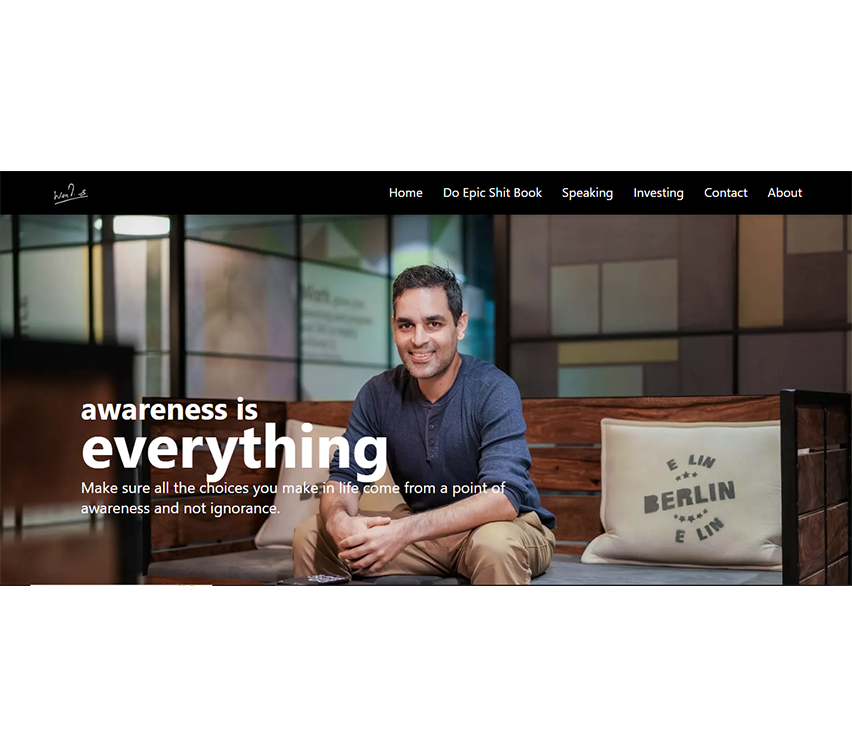 Home Do Epic Shit Book Speaking Investing Contact About
Work
awareness is
everything
Make sure all the choices you make in life come from a point of
awareness and not ignorance.
E LIN
BERLIN
E LIN